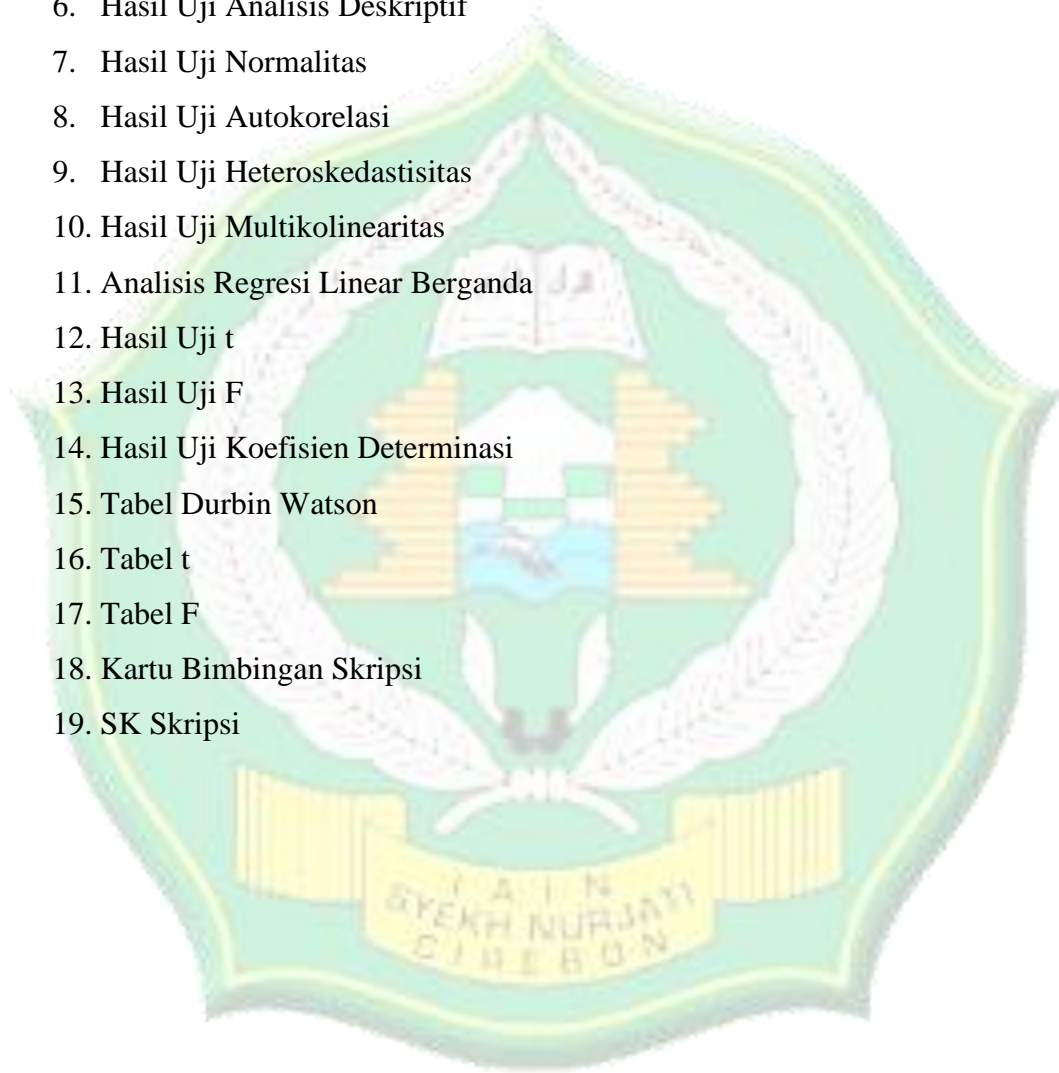 6. Hasil Uji Analisis Deskriptif
7. Hasil Uji Normalitas
8. Hasil Uji Autokorelasi
9. Hasil Uji Heteroskedastisitas
10. Hasil Uji Multikolinearitas
11. Analisis Regresi Linear Berganda
12. Hasil Uji t
13. Hasil Uji F
14. Hasil Uji Koefisien Determinasi
15. Tabel Durbin Watson
16. Tabel t
17. Tabel F
18. Kartu Bimbingan Skripsi
19. SK Skripsi
IAIN
SYEKH NURJATI
CIREBON